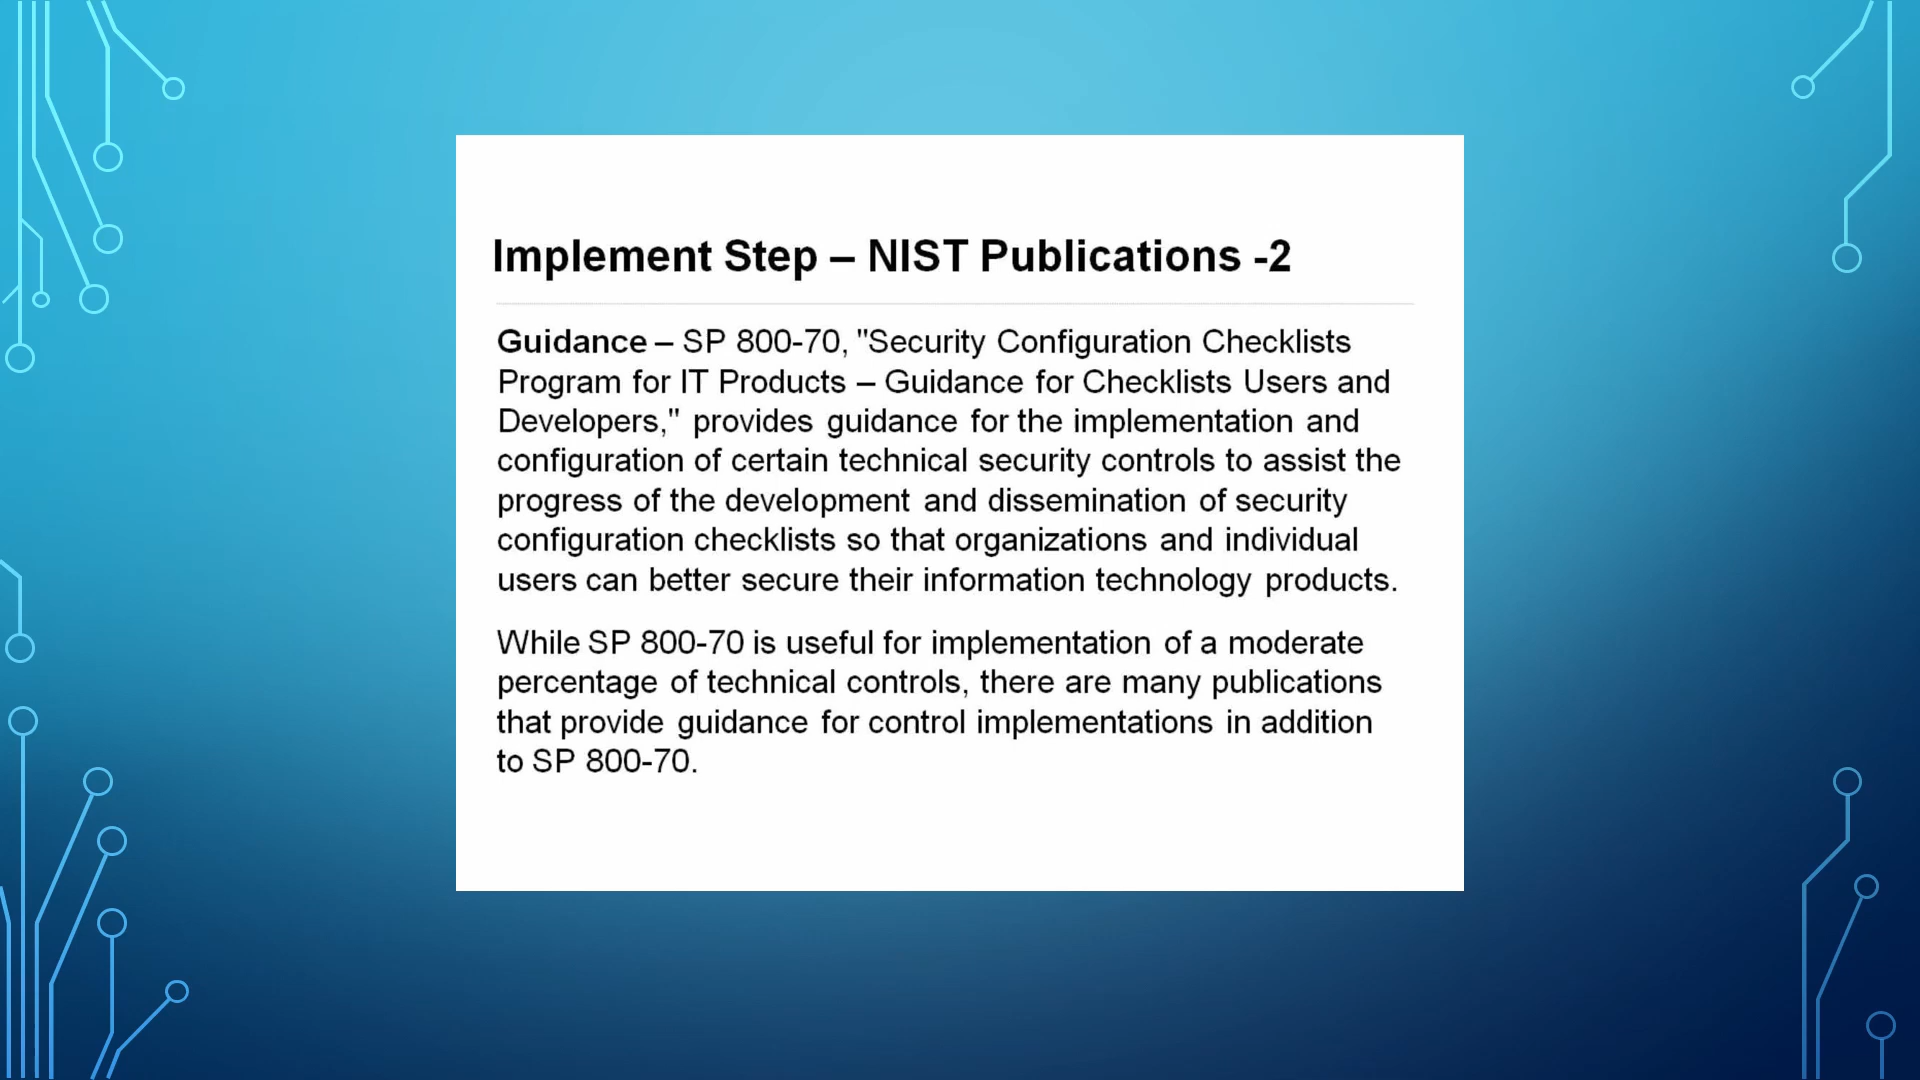 Implement Step – NIST Publications -2
Guidance – SP 800-70, "Security Configuration Checklists
Program for IT Products – Guidance for Checklists Users and
Developers," provides guidance for the implementation and
configuration of certain technical security controls to assist the
progress of the development and dissemination of security
configuration checklists so that organizations and individual
users can better secure their information technology products.
While SP 800-70 is useful for implementation of a moderate
percentage of technical controls, there are many publications
that provide guidance for control implementations in addition
to SP 800-70.